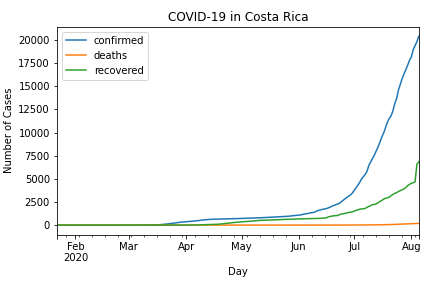 COVID-19 in Costa Rica
confirmed
deaths
recovered
Number of Cases
20000
17500
15000
12500
10000
7500
5000
2500
0
Feb
2020
Mar
Apr
May
Jun
Jul
Aug
Day